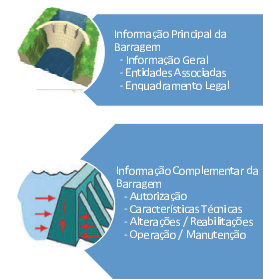 Informação Principal da
Barragem
- Informação Geral
- Entidades Associadas
- Enquadramento Legal
Informação Complementar da
Barragem
- Autorização
- Características Técnicas
- Alterações / Reabilitações
- Operação / Manutenção